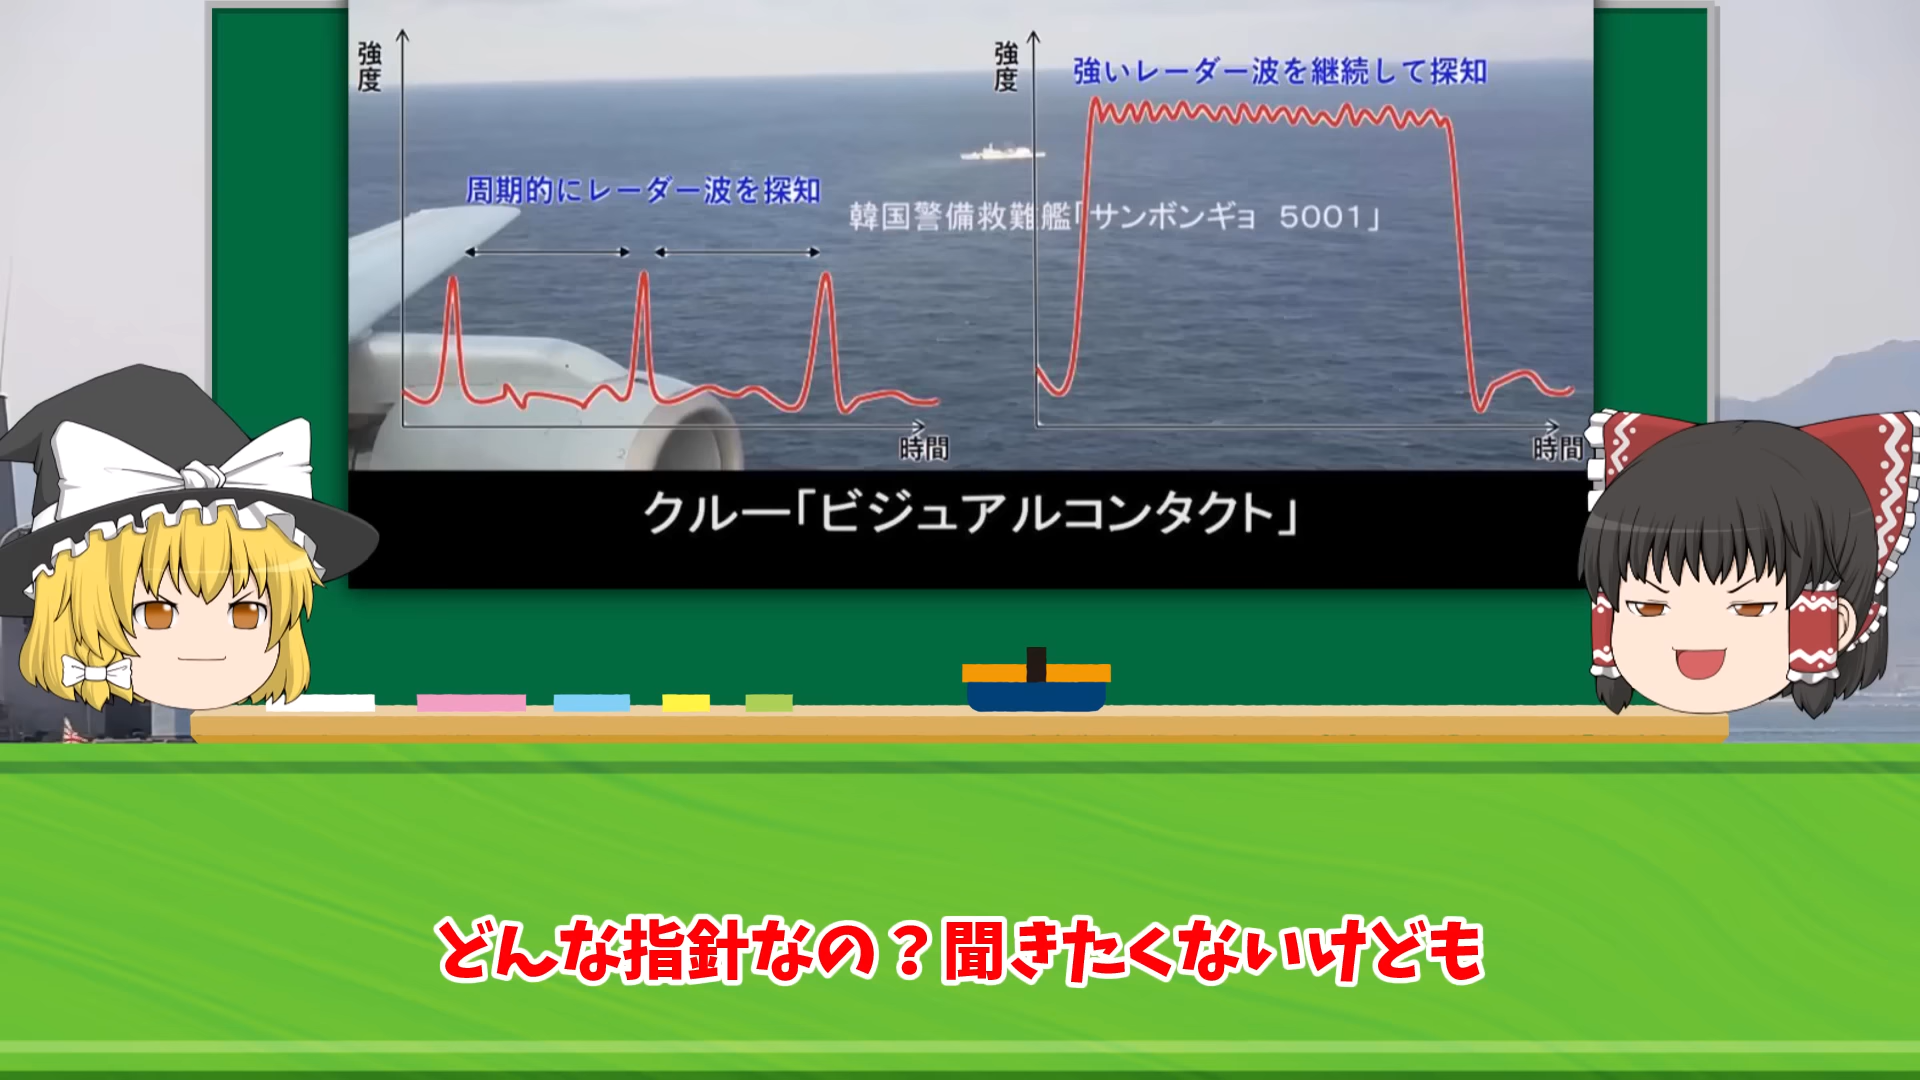 強度
強度
強いレーダー波を継続して探知
周期的にレーダー波を探知
韓国警備救難艦「サンボンギョ 5001」
時間
時間
クルー「ビジュアルコンタクト」
どんな指針なの？聞きたくないけども